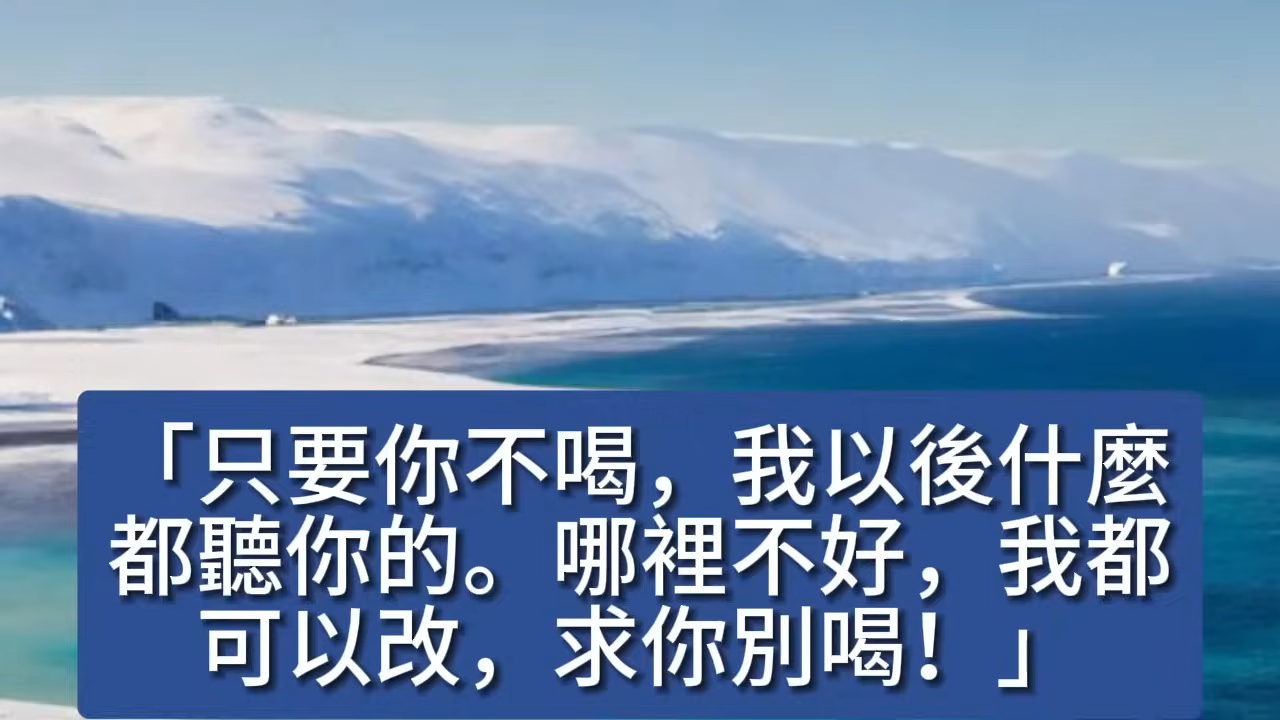 「只要你不喝，我以後什麼
都聽你的。哪裡不好，我都
可以改，求你別喝！」